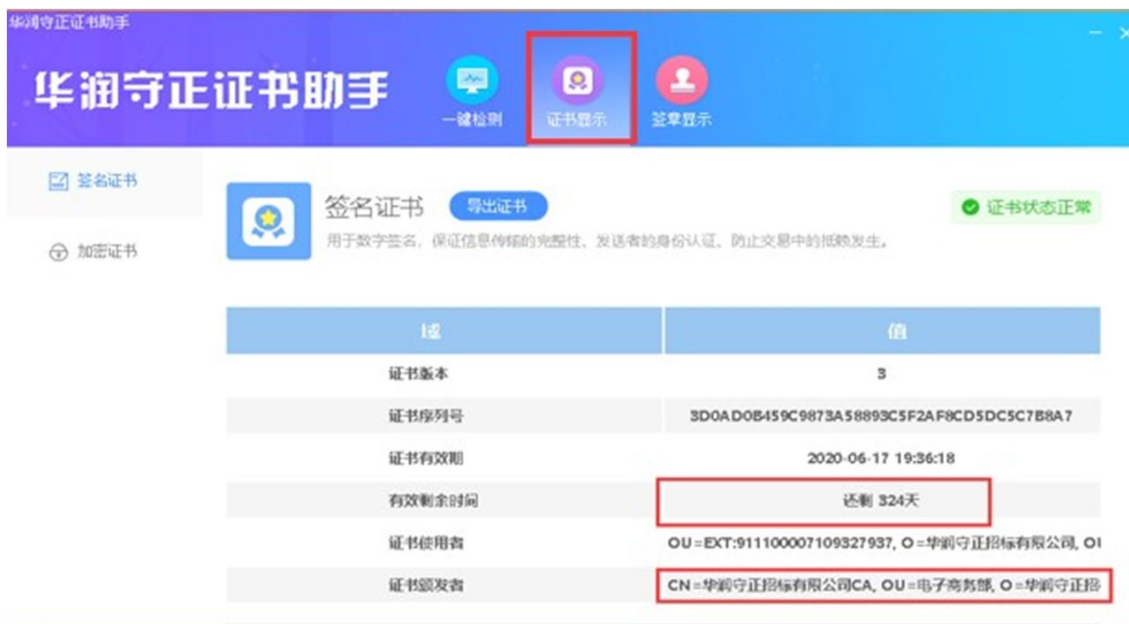 华润守正证书助手
华润守正证书助手
一键检测
证书显示
签章显示
签名证书
加密证书
签名证书
导出证书
证书状态正常
用于数字签名，保证信息传输的完整性、发送者的身份认证、防止交易中的抵赖发生。
域 值
证书版本 3
证书序列号 3D0AD0B459C9873A58893C5F2AF8CD5DC5C7B8A7
证书有效期 2020-06-17 19:36:18
有效剩余时间 还剩 324天
证书使用者 OU=EXT:911100007109327937, O=华润守正招标有限公司, OU
证书颁发者 CN=华润守正招标有限公司CA, OU=电子商务部, O=华润守正招